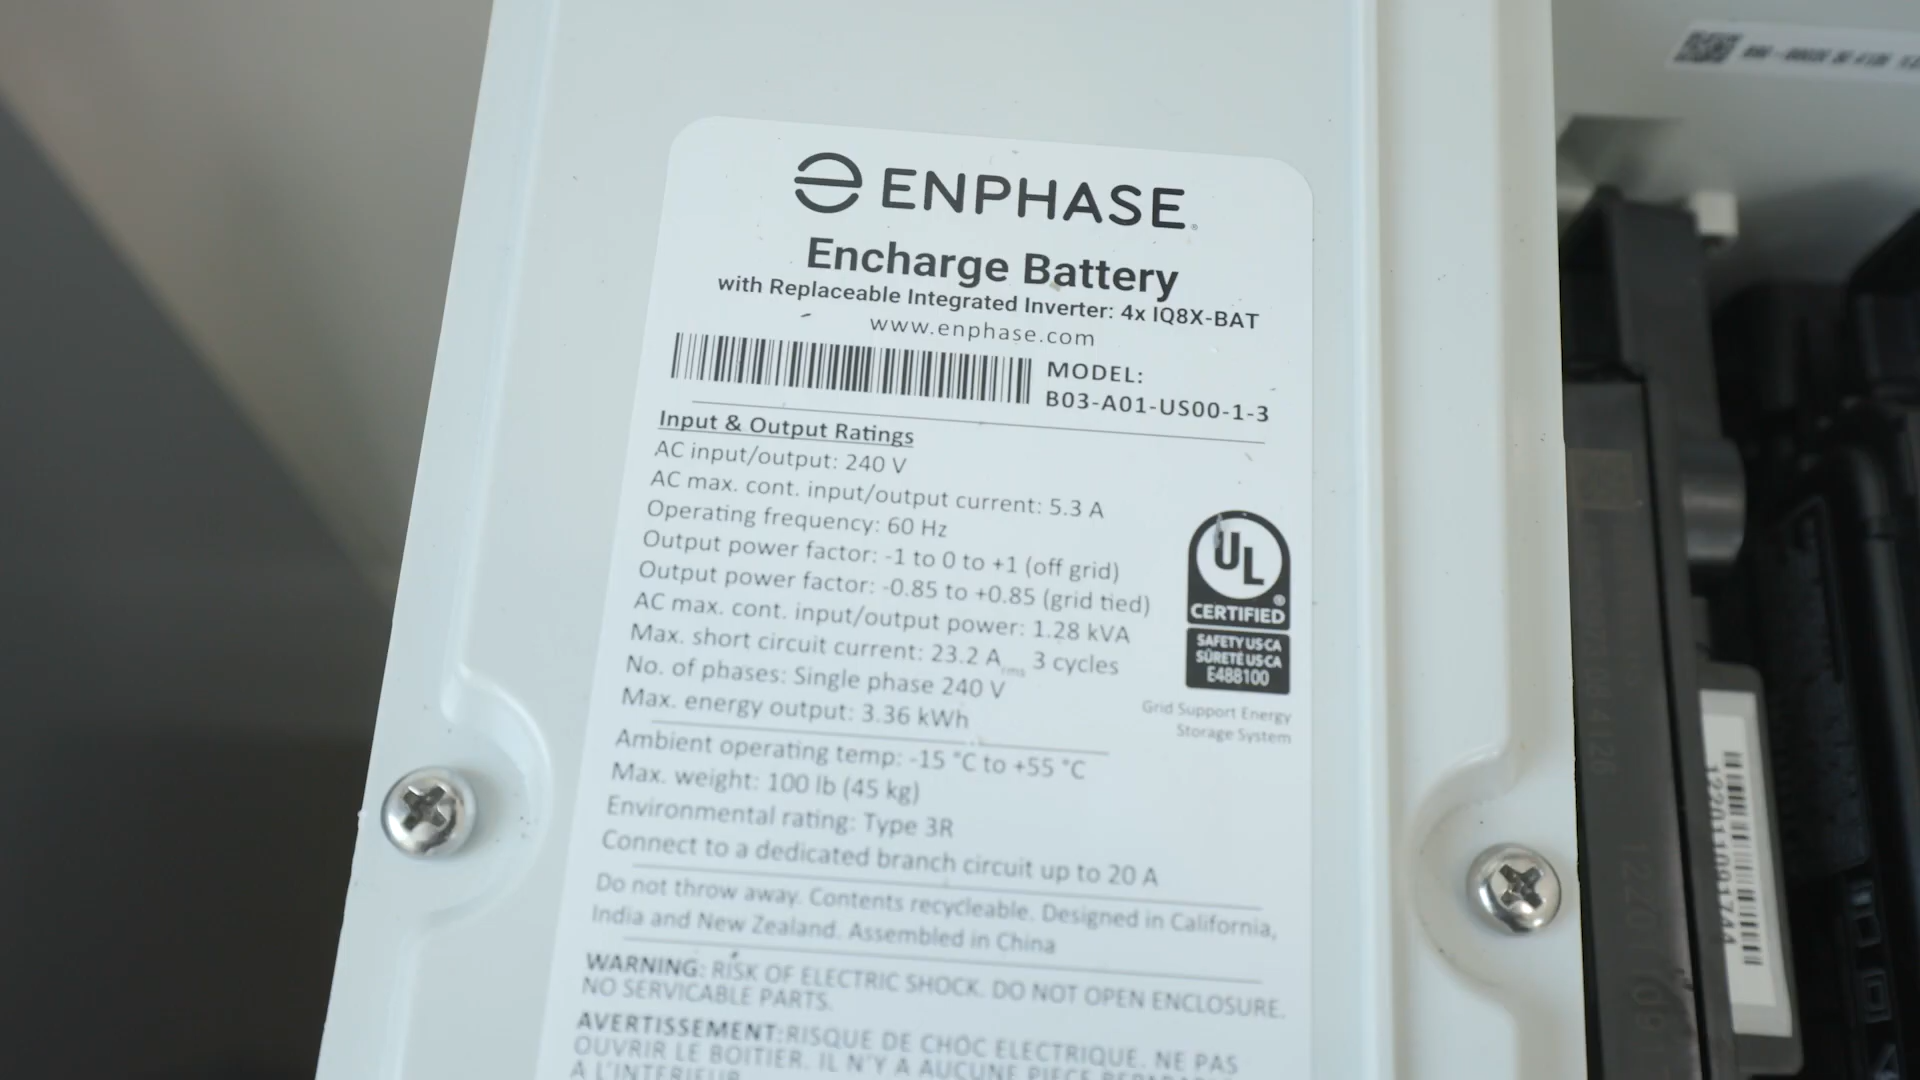 ENPHASE
Encharge Battery
with Replaceable Integrated Inverter: 4x IQ8X-BAT
www.enphase.com
MODEL:
B03-A01-US00-1-3
Input & Output Ratings
AC input/output: 240 V
AC max. cont. input/output current: 5.3 A
Operating frequency: 60 Hz
Output power factor: -1 to 0 to +1 (off grid)
Output power factor: -0.85 to +0.85 (grid tied)
AC max. cont. input/output power: 1.28 kVA
Max. short circuit current: 23.2 Arms 3 cycles
No. of phases: Single phase 240 V
Max. energy output: 3.36 kWh
UL
®
CERTIFIED
SAFETY US-CA
SÛRETÉ US-CA
E488100
Grid Support Energy
Storage System
Ambient operating temp: -15 °C to +55 °C
Max. weight: 100 lb (45 kg)
Environmental rating: Type 3R
Connect to a dedicated branch circuit up to 20 A
Do not throw away. Contents recycleable. Designed in California,
India and New Zealand. Assembled in China
WARNING: RISK OF ELECTRIC SHOCK. DO NOT OPEN ENCLOSURE.
NO SERVICABLE PARTS.
AVERTISSEMENT:RISQUE DE CHOC ELECTRIQUE. NE PAS
OUVRIR LE BOITIER. IL N'Y A AUCUNE PIECE
A L'INTERIEUR